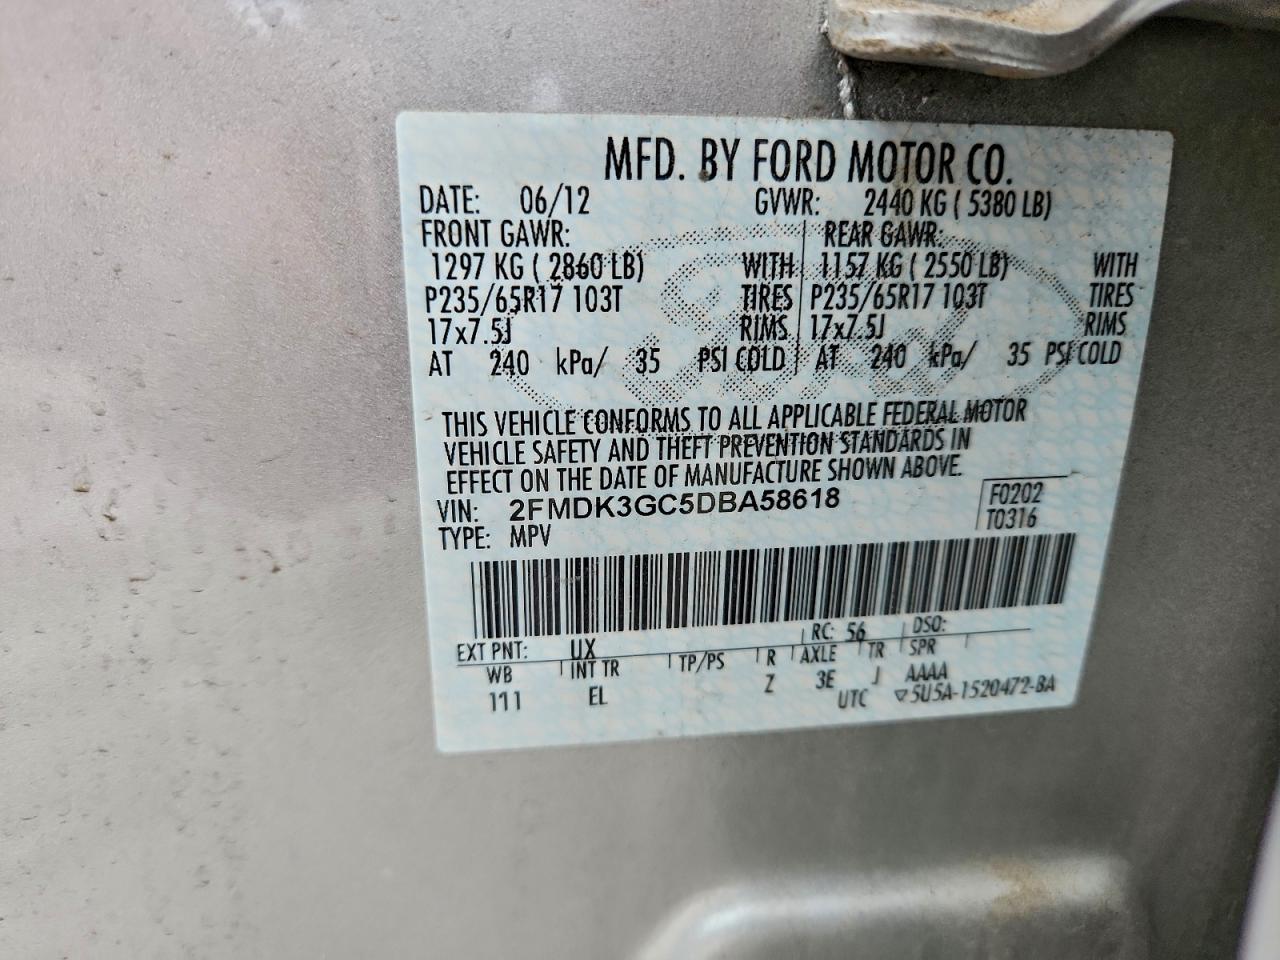 MFD. BY FORD MOTOR CO.
DATE: 06/12 GVWR: 2440 KG ( 5380 LB)
FRONT GAWR: REAR GAWR:
1297 KG ( 2860 LB) WITH 1157 KG ( 2550 LB) WITH
P235/65R17 103T TIRES P235/65R17 103T TIRES
17x7.5J RIMS 17x7.5J RIMS
AT 240 kPa/ 35 PSI COLD AT 240 kPa/ 35 PSI COLD
THIS VEHICLE CONFORMS TO ALL APPLICABLE FEDERAL MOTOR
VEHICLE SAFETY AND THEFT PREVENTION STANDARDS IN
EFFECT ON THE DATE OF MANUFACTURE SHOWN ABOVE.
VIN: 2FMDK3GC5DBA58618 F0202
TYPE: MPV T0316
EXT PNT: UX RC: 56 DSO:
WB INT TR TP/PS R AXLE TR SPR
111 EL Z 3E J AAAA
UTC ▽5U5A-1520472-BA